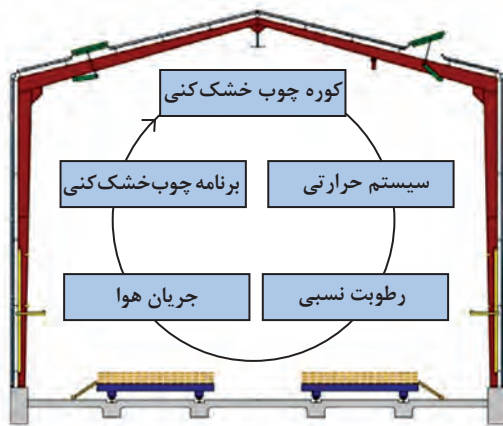 کوره چوب خشک‌کنی
سیستم حرارتی
برنامه چوب‌خشک‌کنی
رطوبت نسبی
جریان هوا